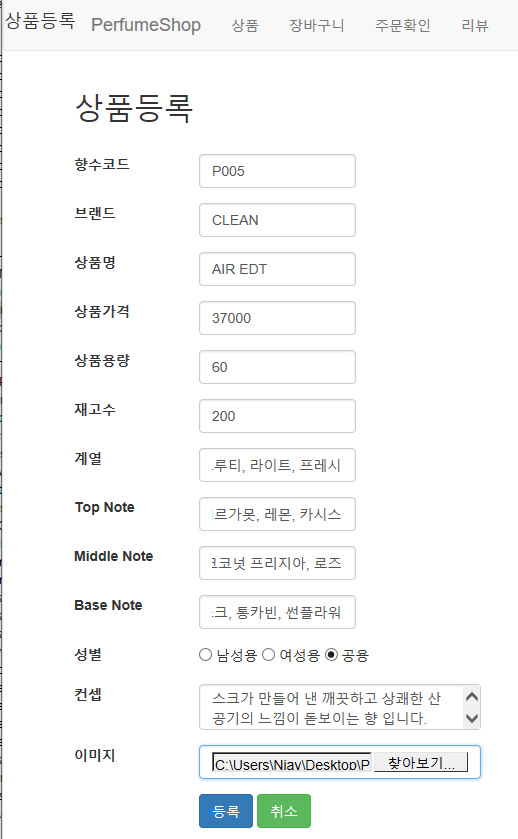 상품등록 PerfumeShop 상품 장바구니 주문확인 리뷰
상품등록
향수코드 P005
브랜드 CLEAN
상품명 AIR EDT
상품가격 37000
상품용량 60
재고수 200
계열 루티, 라이트, 프레시
Top Note 르가못, 레몬, 카시스
Middle Note 코넛 프리지아, 로즈
Base Note 크, 통카빈, 썬플라워
성별 남성용 여성용 공용
컨셉 스크가 만들어 낸 깨끗하고 상쾌한 산
공기의 느낌이 돋보이는 향 입니다.
이미지 C:\Users\Niav\Desktop\P 찾아보기...
등록 취소